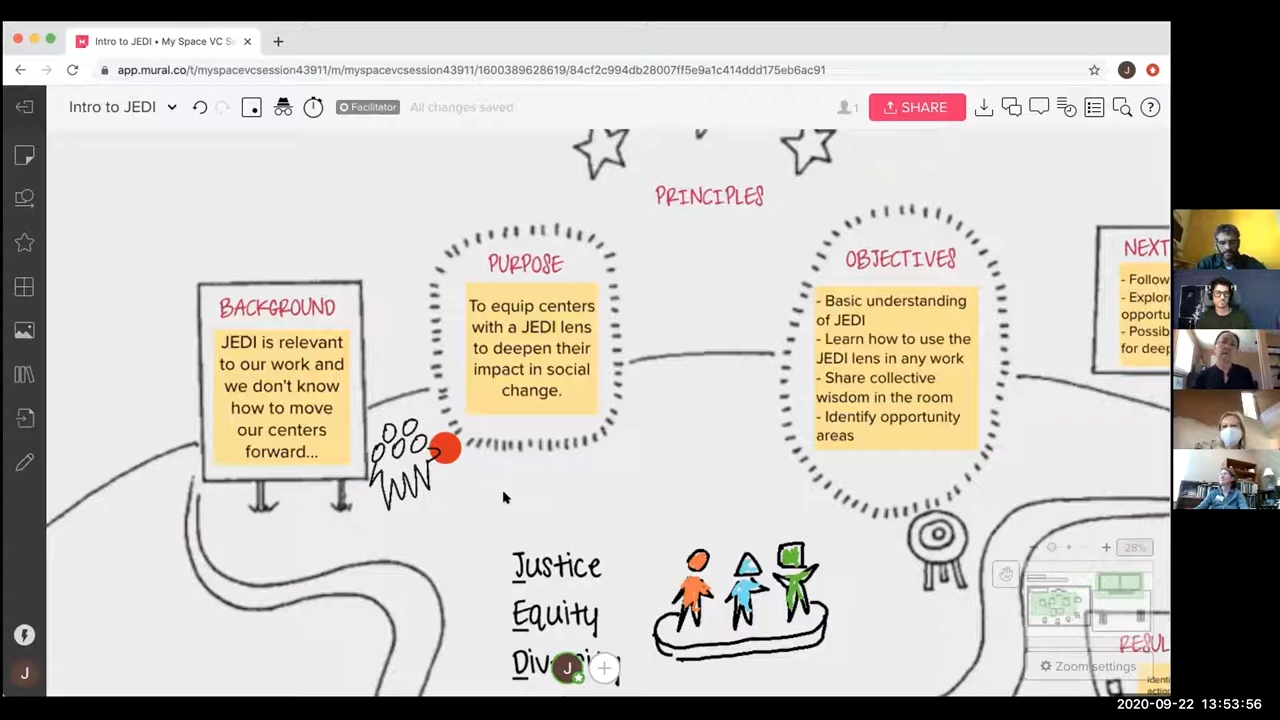 Intro to JEDI • My Space VC Se
app.mural.co/t/myspacevcsession43911/m/myspacevcsession43911/1600389628619/84cf2c994db28007ff5e9a1c414ddd175eb6ac91
J
Intro to JEDI
Facilitator
All changes saved
1
SHARE
?
PRINCIPLES
BACKGROUND
JEDI is relevant
to our work and
we don't know
how to move
our centers
forward...
PURPOSE
To equip centers
with a JEDI lens
to deepen their
impact in social
change.
OBJECTIVES
- Basic understanding
of JEDI
- Learn how to use the
JEDI lens in any work
- Share collective
wisdom in the room
- Identify opportunity
areas
NEXT
- Follow
- Explor
opportu
- Possib
for deep
Justice
Equity
J
28%
Zoom settings
RESUL
identi
action
J
2020-09-22 13:53:56